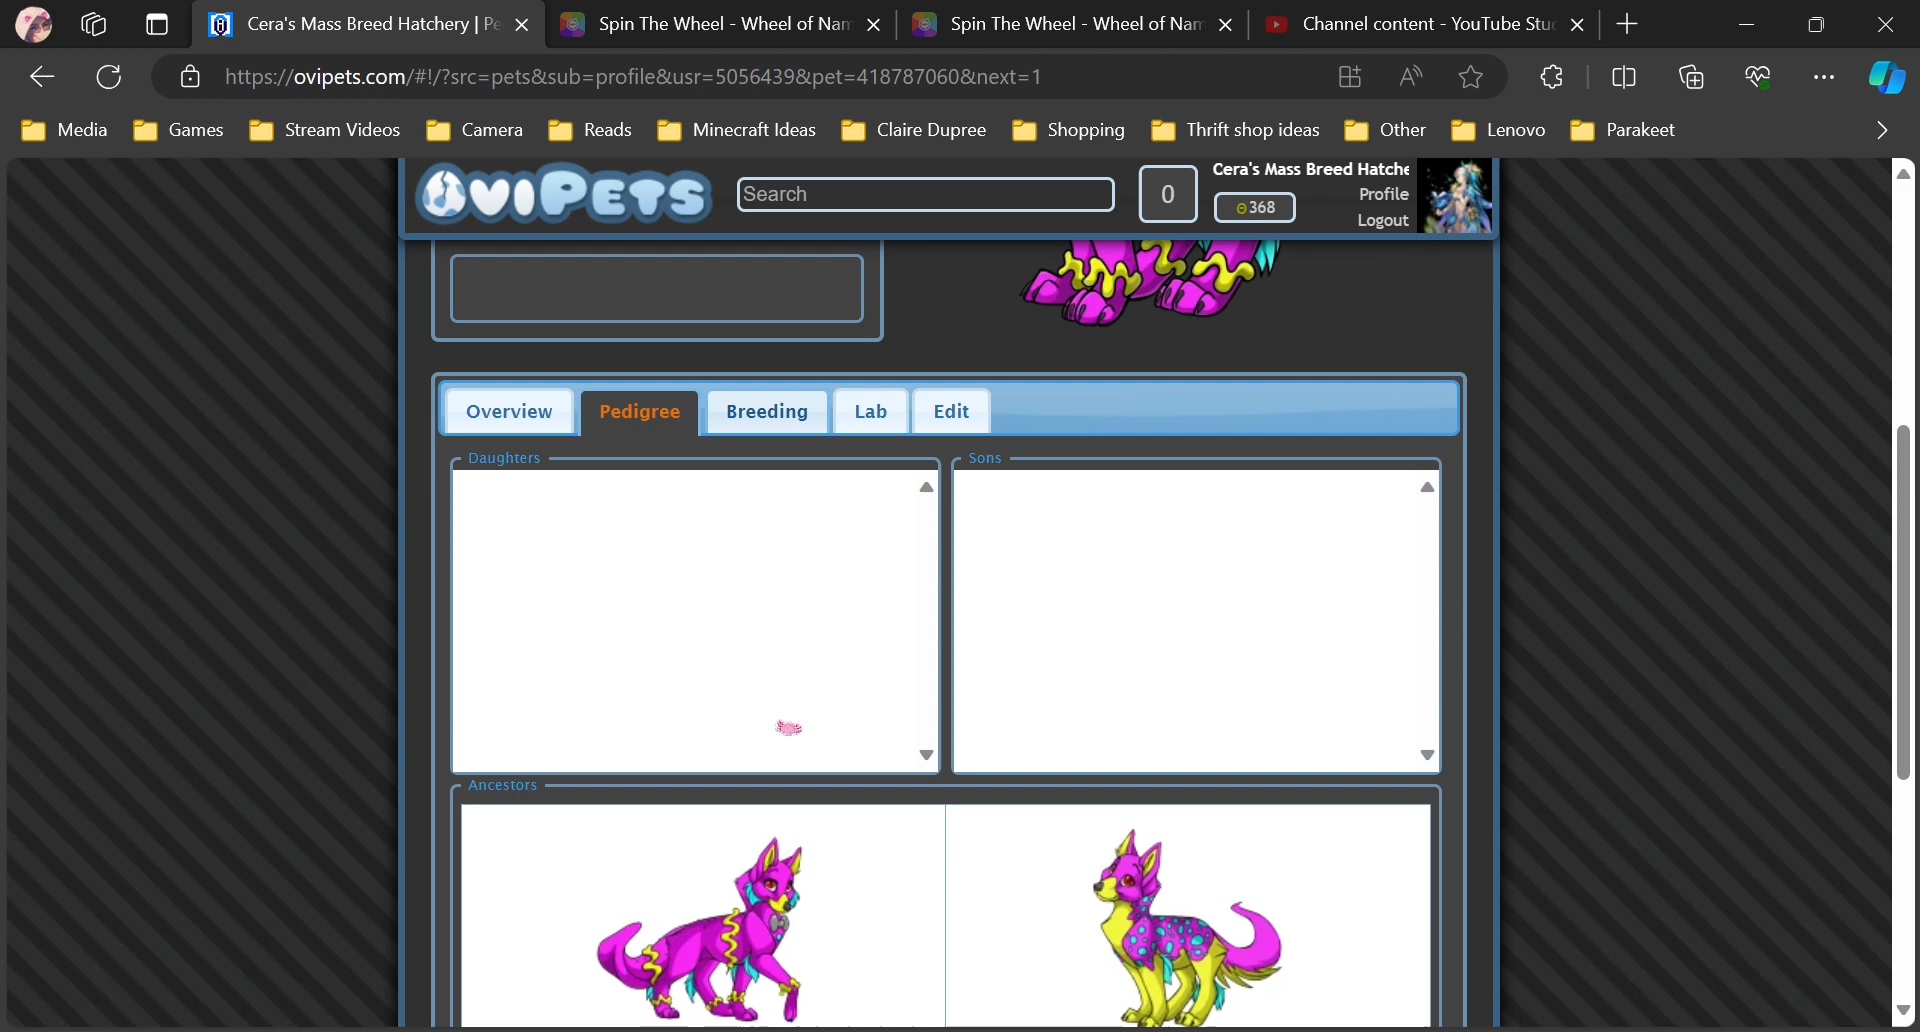 Cera's Mass Breed Hatchery | Pe
Spin The Wheel - Wheel of Nam
Spin The Wheel - Wheel of Nam
Channel content - YouTube Stud
https://ovipets.com/#!/?src=pets&sub=profile&usr=5056439&pet=418787060&next=1
Media
Games
Stream Videos
Camera
Reads
Minecraft Ideas
Claire Dupree
Shopping
Thrift shop ideas
Other
Lenovo
Parakeet
OviPets
Search
0
Cera's Mass Breed Hatche
368
Profile
Logout
Overview
Pedigree
Breeding
Lab
Edit
Daughters
Sons
Ancestors